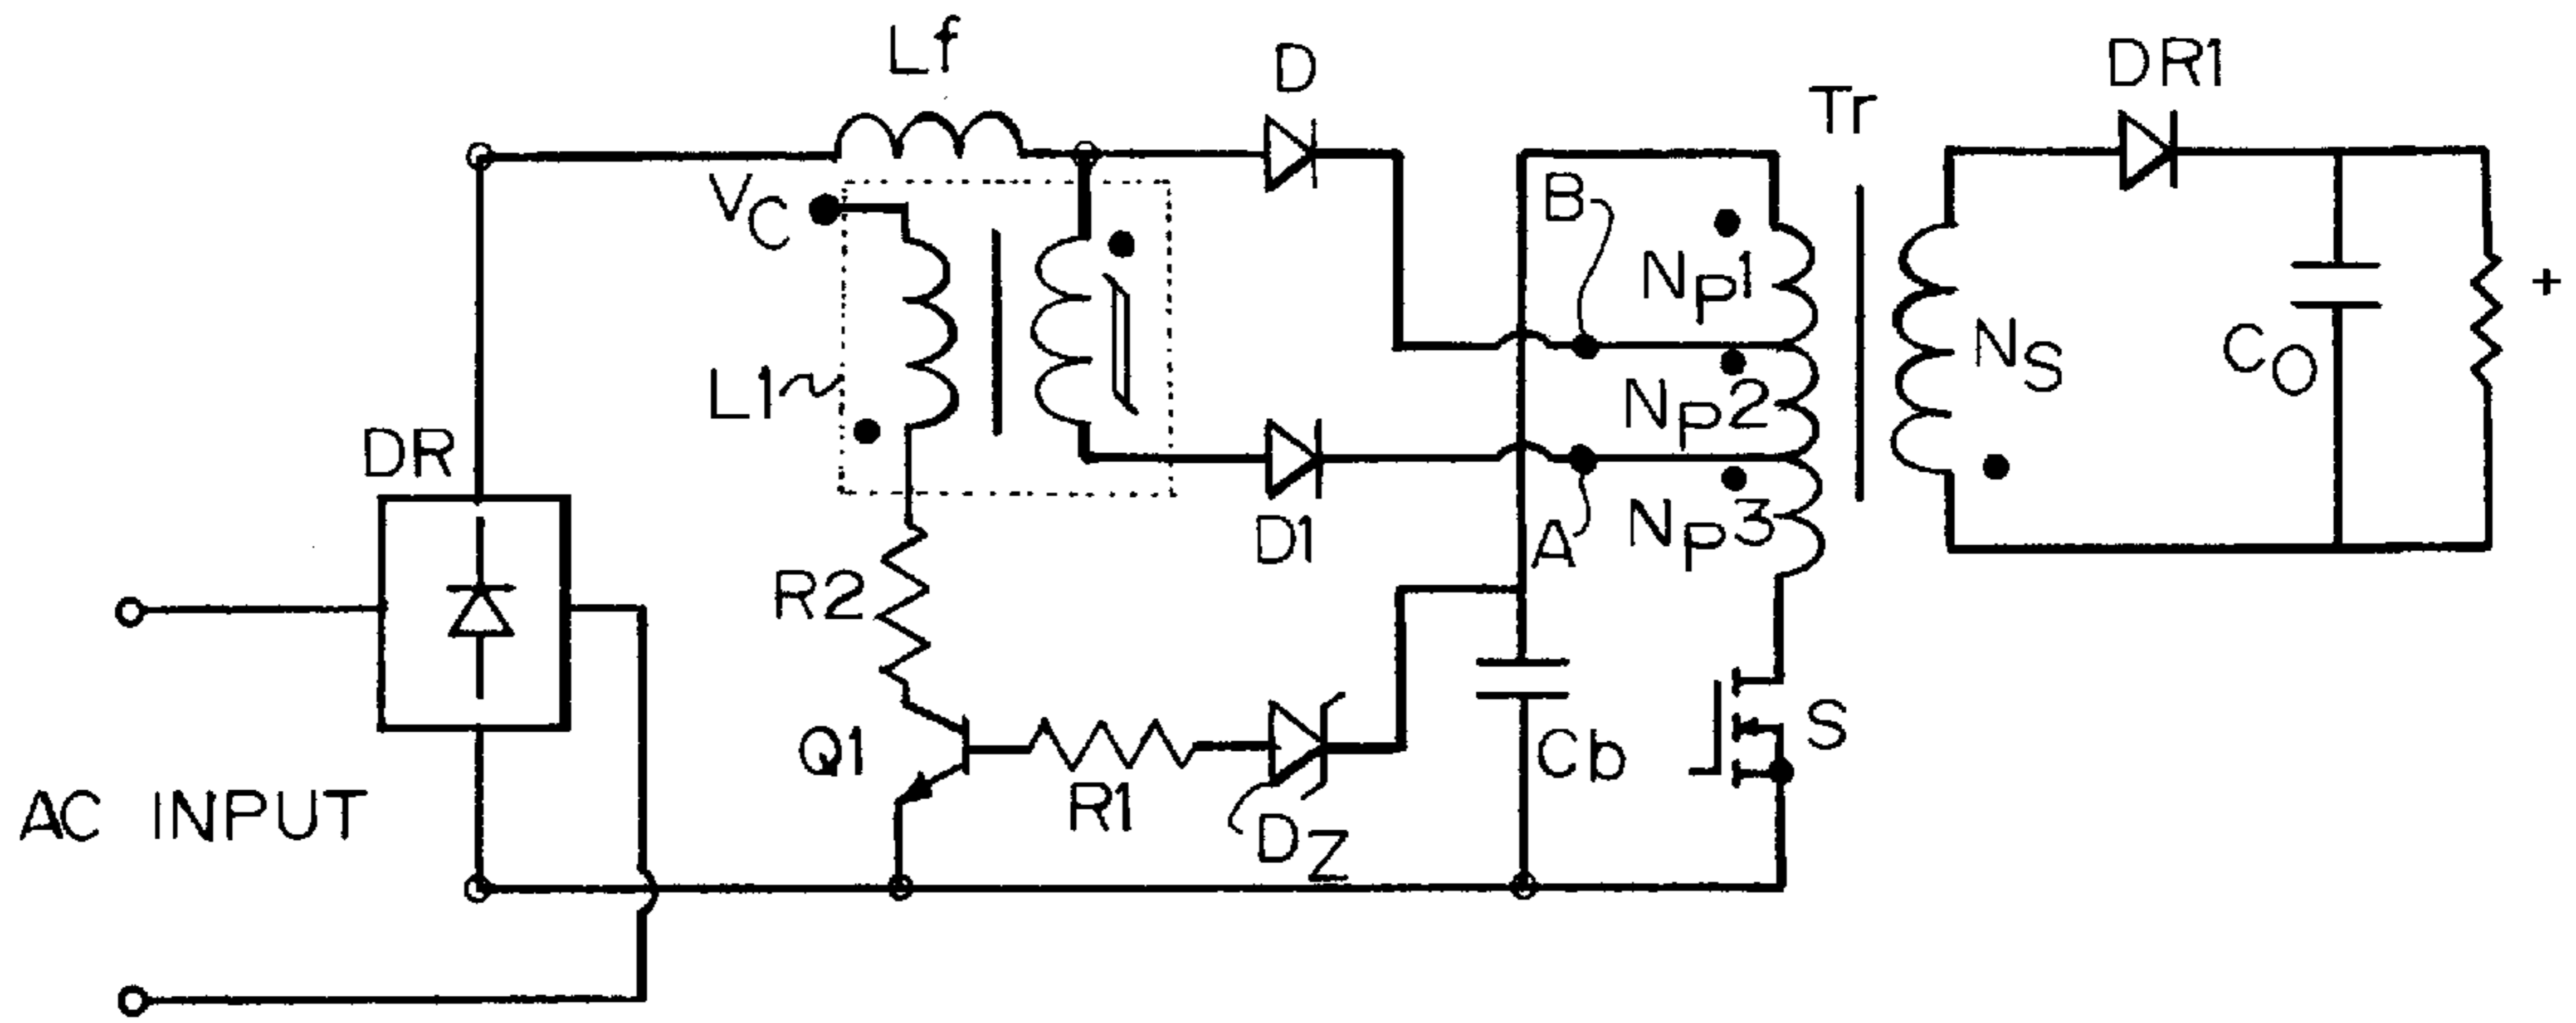 Lf
D
DR1
Tr
VC
B
NP1
+
L1
NP2
NS
CO
DR
D1
A
NP3
R2
Q1
R1
DZ
Cb
S
AC INPUT